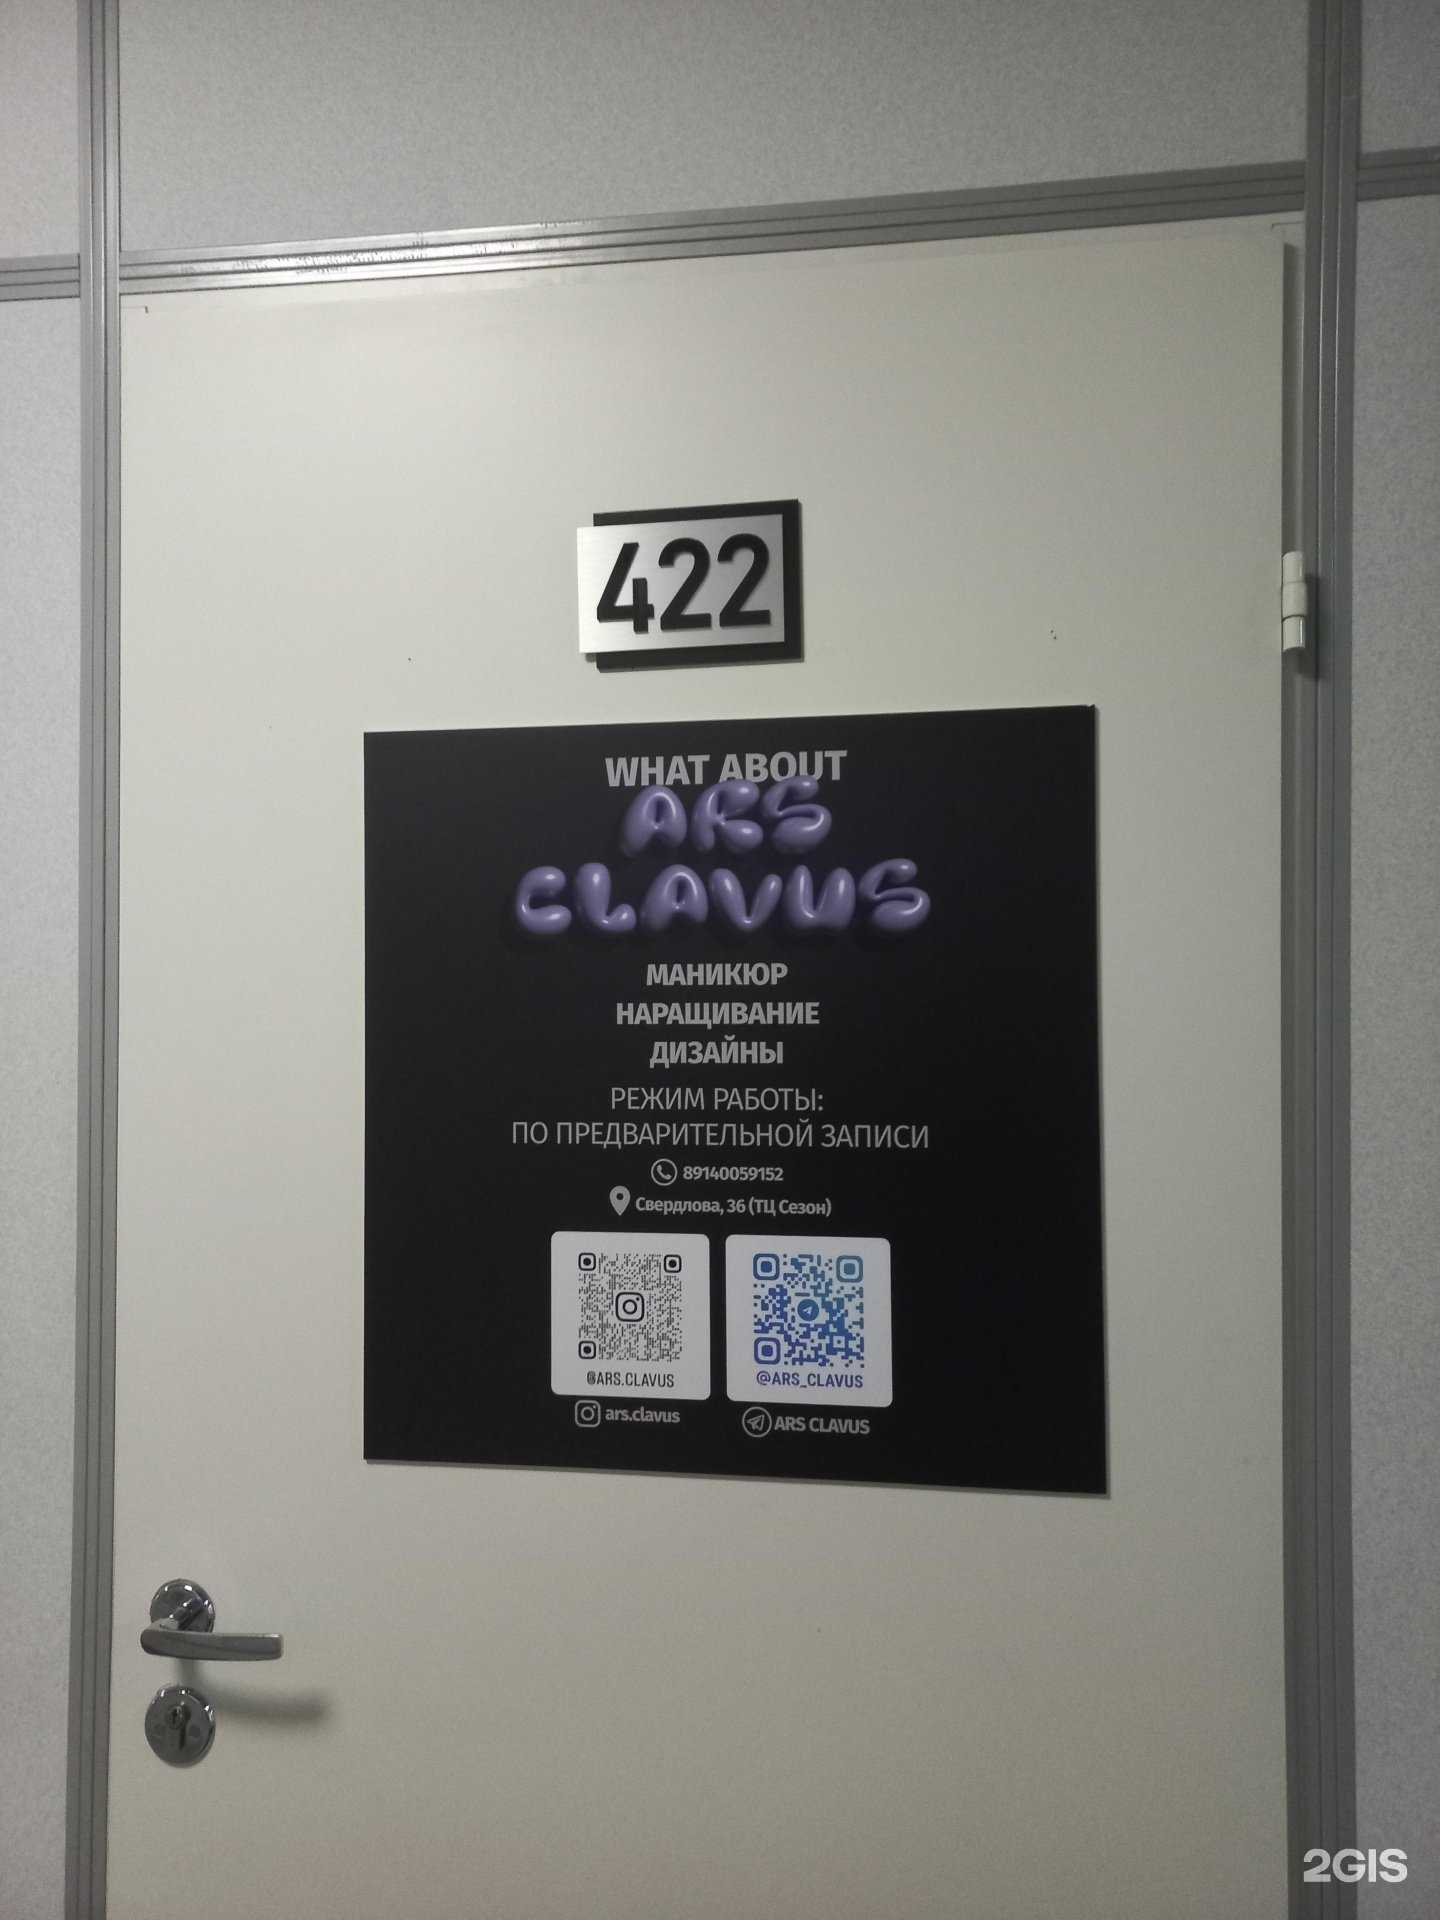 422
WHAT ABOUT
ARS
CLAVUS
МАНИКЮР
НАРАЩИВАНИЕ
ДИЗАЙНЫ
РЕЖИМ РАБОТЫ:
ПО ПРЕДВАРИТЕЛЬНОЙ ЗАПИСИ
89140059152
Свердлова, 36 (ТЦ Сезон)
@ARS.CLAVUS
ars.clavus
@ARS_CLAVUS
ARS CLAVUS
2GIS